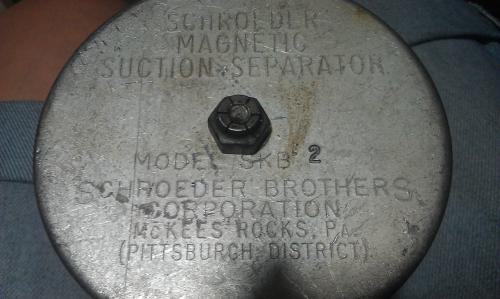 SCHROEDER
MAGNETIC
SUCTION SEPARATOR
MODEL SKB 2
SCHROEDER BROTHERS
CORPORATION
McKEES ROCKS, PA.
(PITTSBURGH DISTRICT)